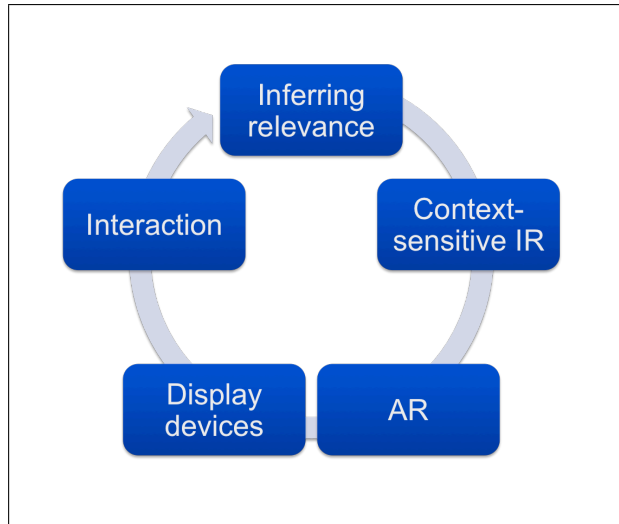 Inferring
relevance
Context-
sensitive IR
AR
Display
devices
Interaction